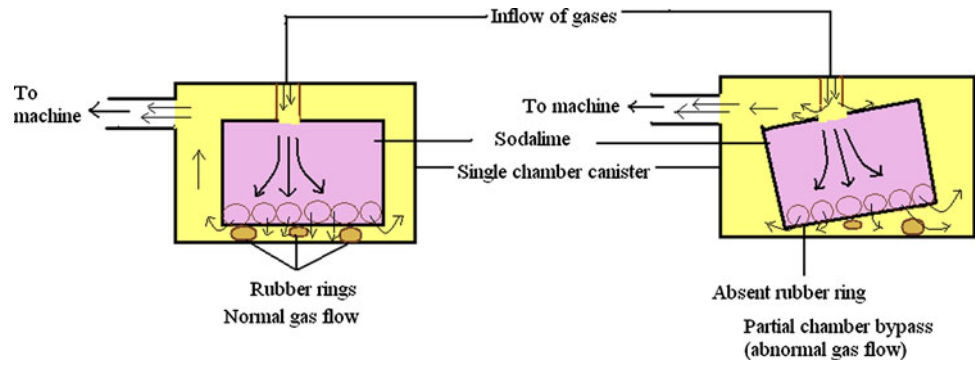 Inflow of gases
To
machine
To machine
Sodalime
Single chamber canister
Rubber rings
Normal gas flow
Absent rubber ring
Partial chamber bypass
(abnormal gas flow)